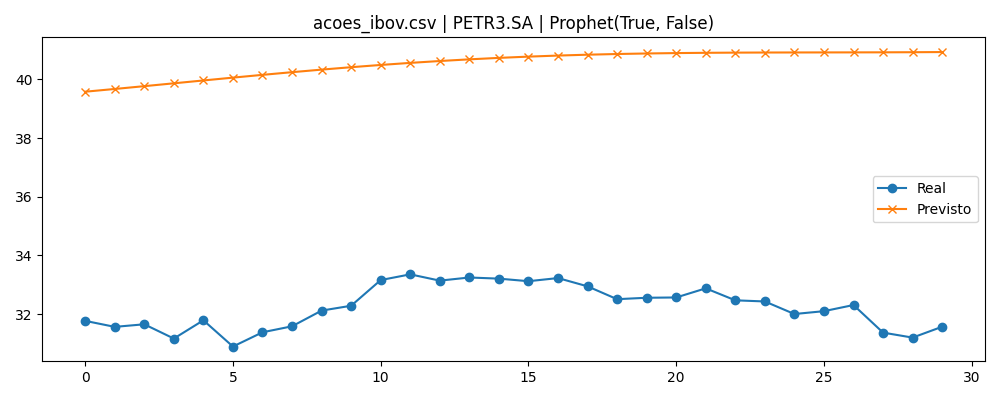 acoes_ibov.csv | PETR3.SA | Prophet(True, False)
40
38
36
34
32
Real
Previsto
0 5 10 15 20 25 30